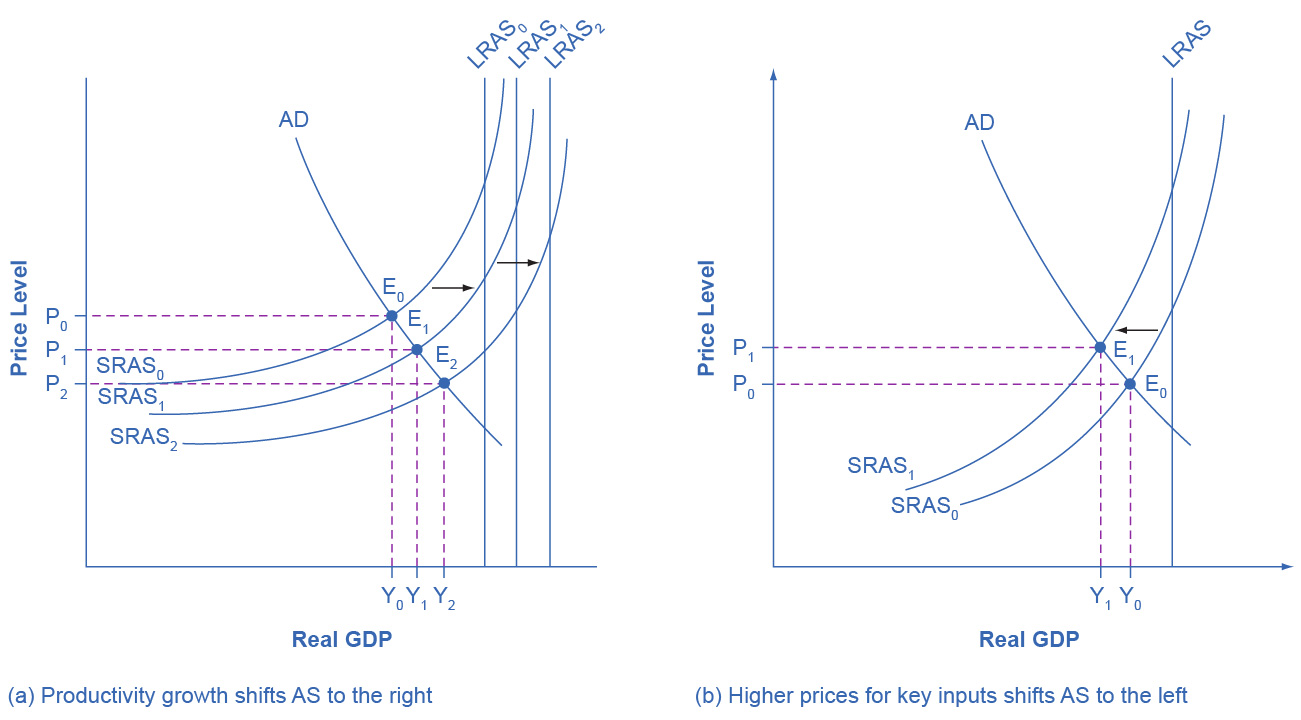 LRAS0 LRAS1 LRAS2
AD
Price Level
E0
P0
E1
P1
E2
SRAS0
P2
SRAS1
SRAS2
Y0 Y1 Y2
Real GDP
(a) Productivity growth shifts AS to the right
LRAS
AD
Price Level
P1
E1
P0
E0
SRAS1
SRAS0
Y1 Y0
Real GDP
(b) Higher prices for key inputs shifts AS to the left